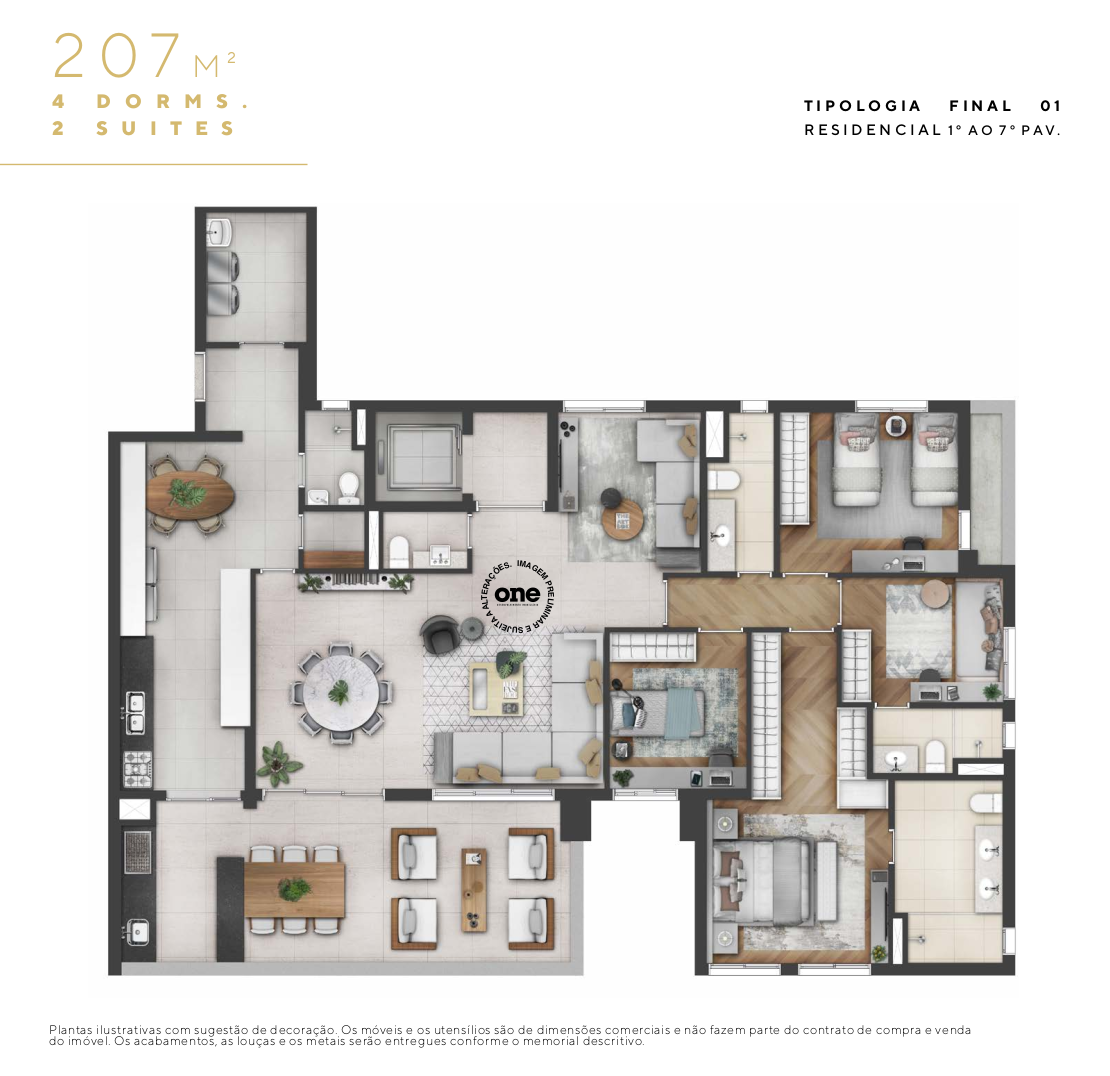 207 M²
4 DORMS.
2 SUITES
TIPOLOGIA FINAL 01
RESIDENCIAL 1º AO 7º PAV.
IMAGEM PRELIMINAR E SUJEITA A ALTERAÇÕES.
one
Plantas ilustrativas com sugestão de decoração. Os móveis e os utensílios são de dimensões comerciais e não fazem parte do contrato de compra e venda
do imóvel. Os acabamentos, as louças e os metais serão entregues conforme o memorial descritivo.